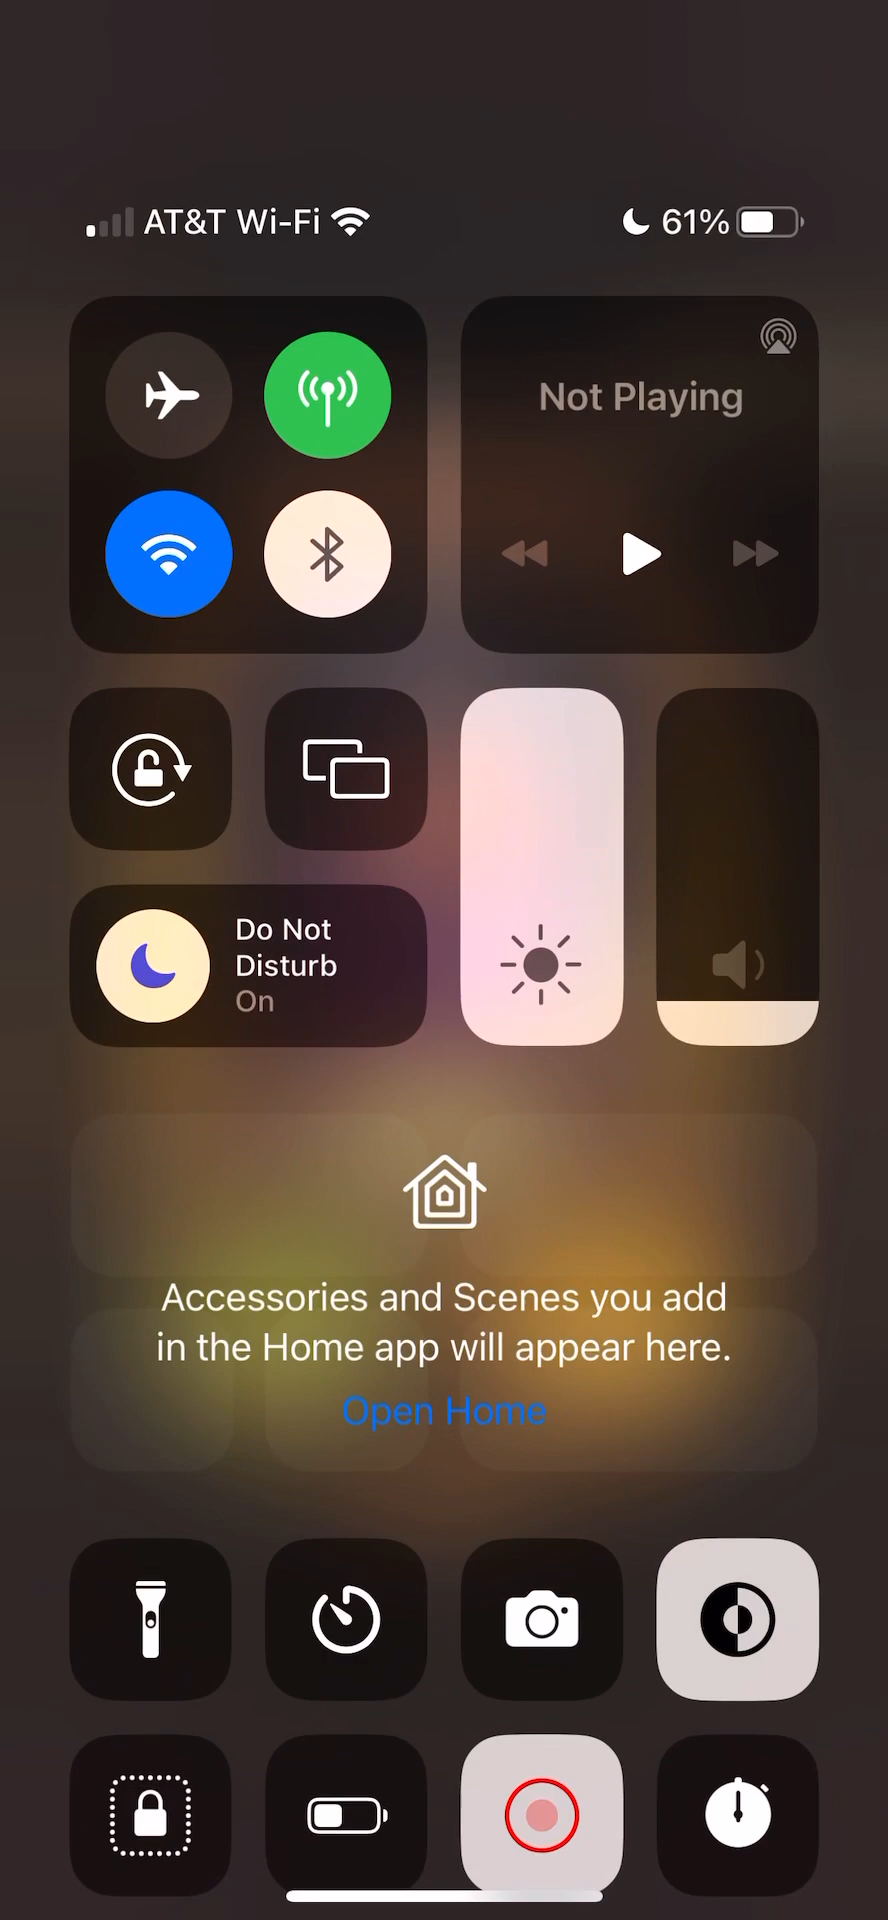 AT&T Wi-Fi 61%
Not Playing
Do Not
Disturb
On
Accessories and Scenes you add
in the Home app will appear here.
Open Home